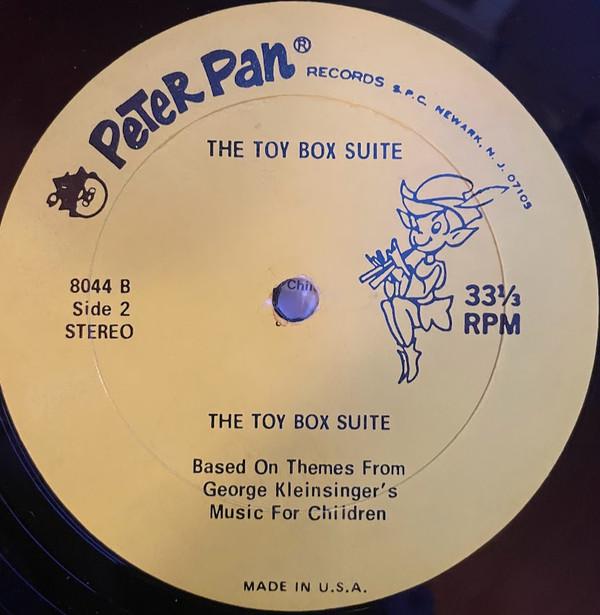 PETER Pan®
RECORDS S.P.C. NEWARK, N. J. 07105
THE TOY BOX SUITE
8044 B
Side 2
STEREO
Chil
33⅓
RPM
THE TOY BOX SUITE
Based On Themes From
George Kleinsinger's
Music For Children
MADE IN U.S.A.